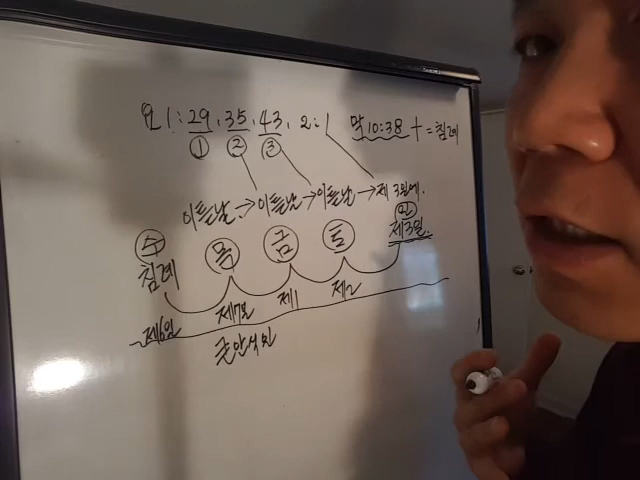 요 1:29, 35, 43, 2:1 막 10:38 十 = 침례
① ② ③
이튿날 → 이튿날 → 이튿날 → 제 3일에.
수 목 금 토 일
침례 제3일.
제6일 제7일 제1 제2
큰안식일